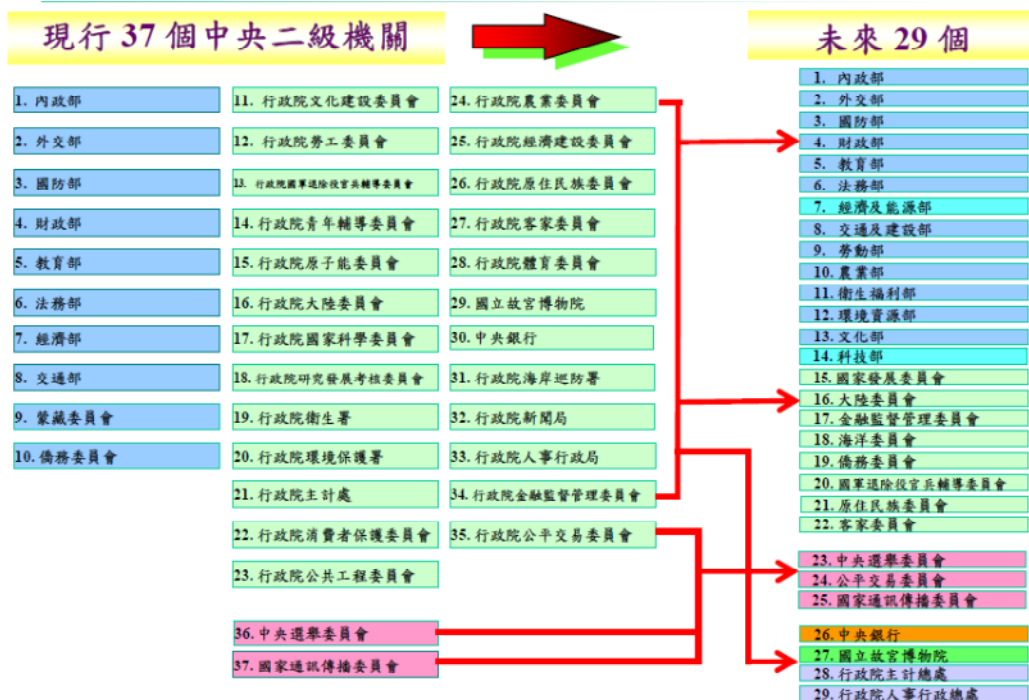 現行 37 個中央二級機關
未來 29 個
1. 內政部
2. 外交部
3. 國防部
4. 財政部
5. 教育部
6. 法務部
7. 經濟部
8. 交通部
9. 蒙藏委員會
10. 僑務委員會
11. 行政院文化建設委員會
12. 行政院勞工委員會
13. 行政院國軍退除役官兵輔導委員會
14. 行政院青年輔導委員會
15. 行政院原子能委員會
16. 行政院大陸委員會
17. 行政院國家科學委員會
18. 行政院研究發展考核委員會
19. 行政院衛生署
20. 行政院環境保護署
21. 行政院主計處
22. 行政院消費者保護委員會
23. 行政院公共工程委員會
36. 中央選舉委員會
37. 國家通訊傳播委員會
24. 行政院農業委員會
25. 行政院經濟建設委員會
26. 行政院原住民族委員會
27. 行政院客家委員會
28. 行政院體育委員會
29. 國立故宮博物院
30. 中央銀行
31. 行政院海岸巡防署
32. 行政院新聞局
33. 行政院人事行政局
34. 行政院金融監督管理委員會
35. 行政院公平交易委員會
1. 內政部
2. 外交部
3. 國防部
4. 財政部
5. 教育部
6. 法務部
7. 經濟及能源部
8. 交通及建設部
9. 勞動部
10. 農業部
11. 衛生福利部
12. 環境資源部
13. 文化部
14. 科技部
15. 國家發展委員會
16. 大陸委員會
17. 金融監督管理委員會
18. 海洋委員會
19. 僑務委員會
20. 國軍退除役官兵輔導委員會
21. 原住民族委員會
22. 客家委員會
23. 中央選舉委員會
24. 公平交易委員會
25. 國家通訊傳播委員會
26. 中央銀行
27. 國立故宮博物院
28. 行政院主計總處
29. 行政院人事行政總處